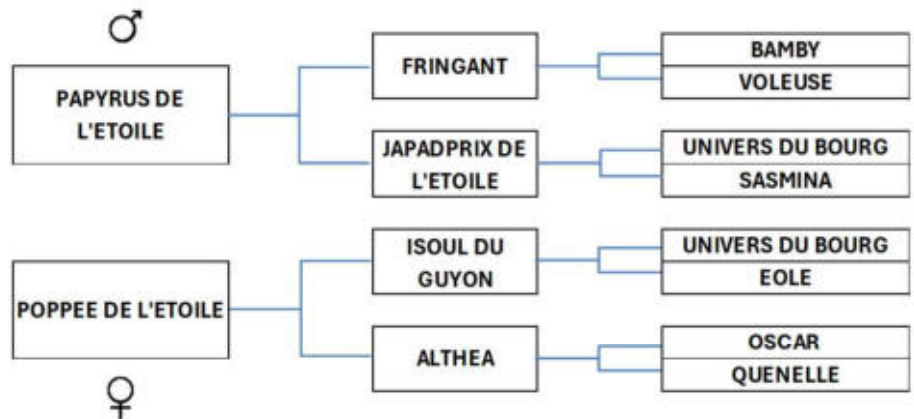 PAPYRUS DE
L'ETOILE
FRINGANT
BAMBY
VOLEUSE
JAPADPRIX DE
L'ETOILE
UNIVERS DU BOURG
SASMINA
POPPEE DE L'ETOILE
ISOUL DU
GUYON
UNIVERS DU BOURG
EOLE
ALTHEA
OSCAR
QUENELLE